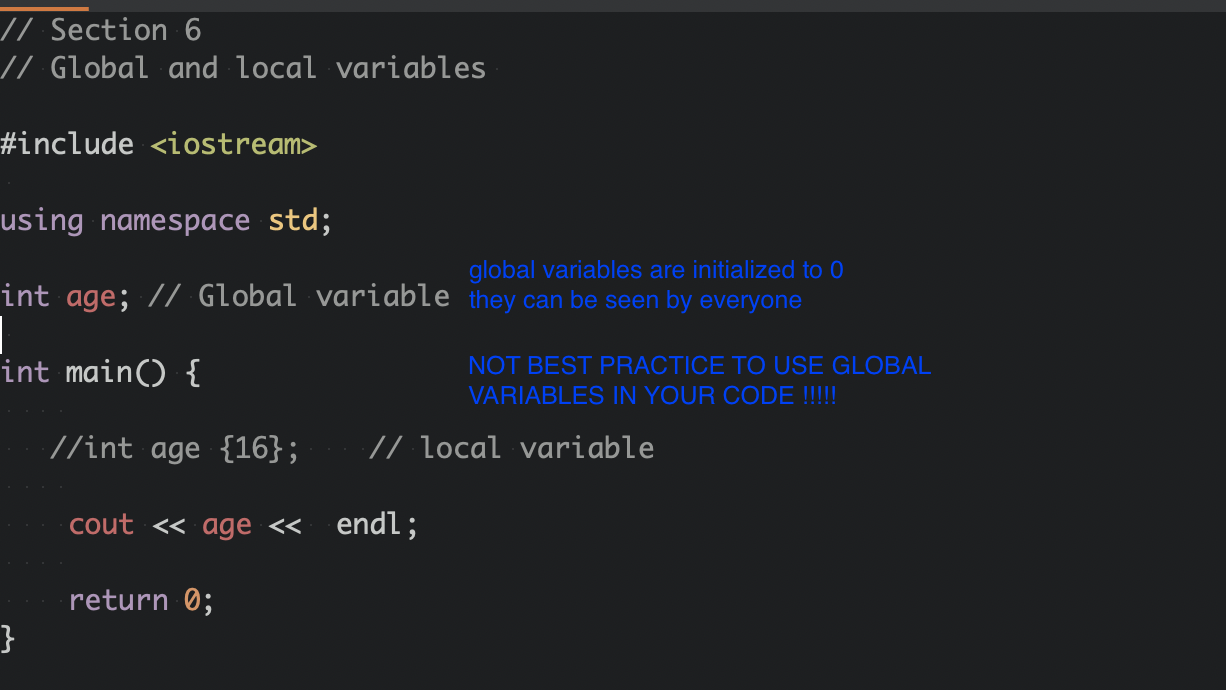 // Section 6
// Global and local variables
#include <iostream>
using namespace std;
int age; // Global variable
global variables are initialized to 0
they can be seen by everyone
int main() {
NOT BEST PRACTICE TO USE GLOBAL
VARIABLES IN YOUR CODE !!!!!
//int age {16};    // local variable
cout << age <<  endl;
return 0;
}